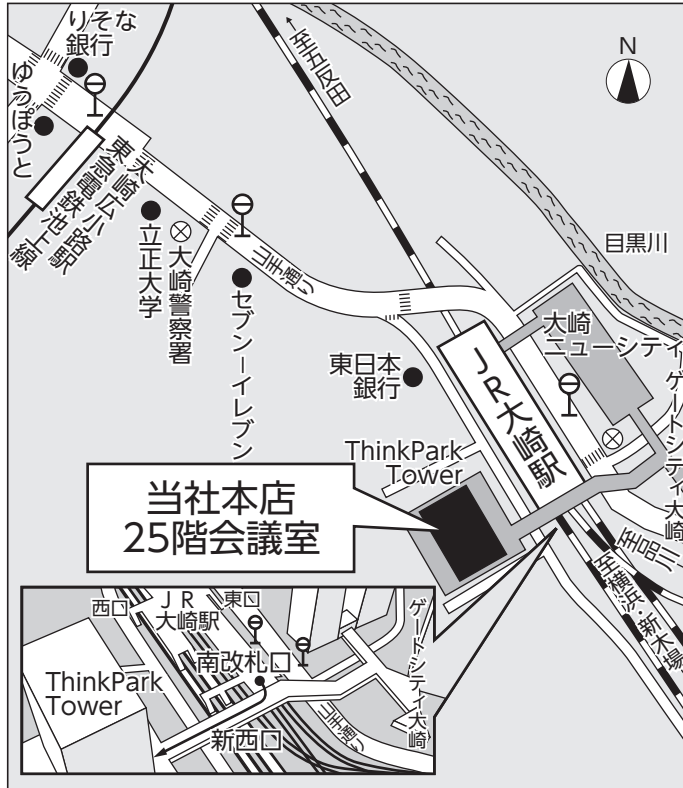 りそな
銀行
ゆうぽうと
大崎広小路駅
東急電鉄池上線
立正大学
大崎警察署
セブン－イレブン
山手通り
←至五反田
N
目黒川
大崎
ニューシティ
ゲートシティ大崎
東日本
銀行
JR大崎駅
ThinkPark
Tower
当社本店
25階会議室
至品川
至横浜・新木場
西口
JR
大崎駅
東口
南改札口
ThinkPark
Tower
新西口
山手通り
ゲートシティ大崎